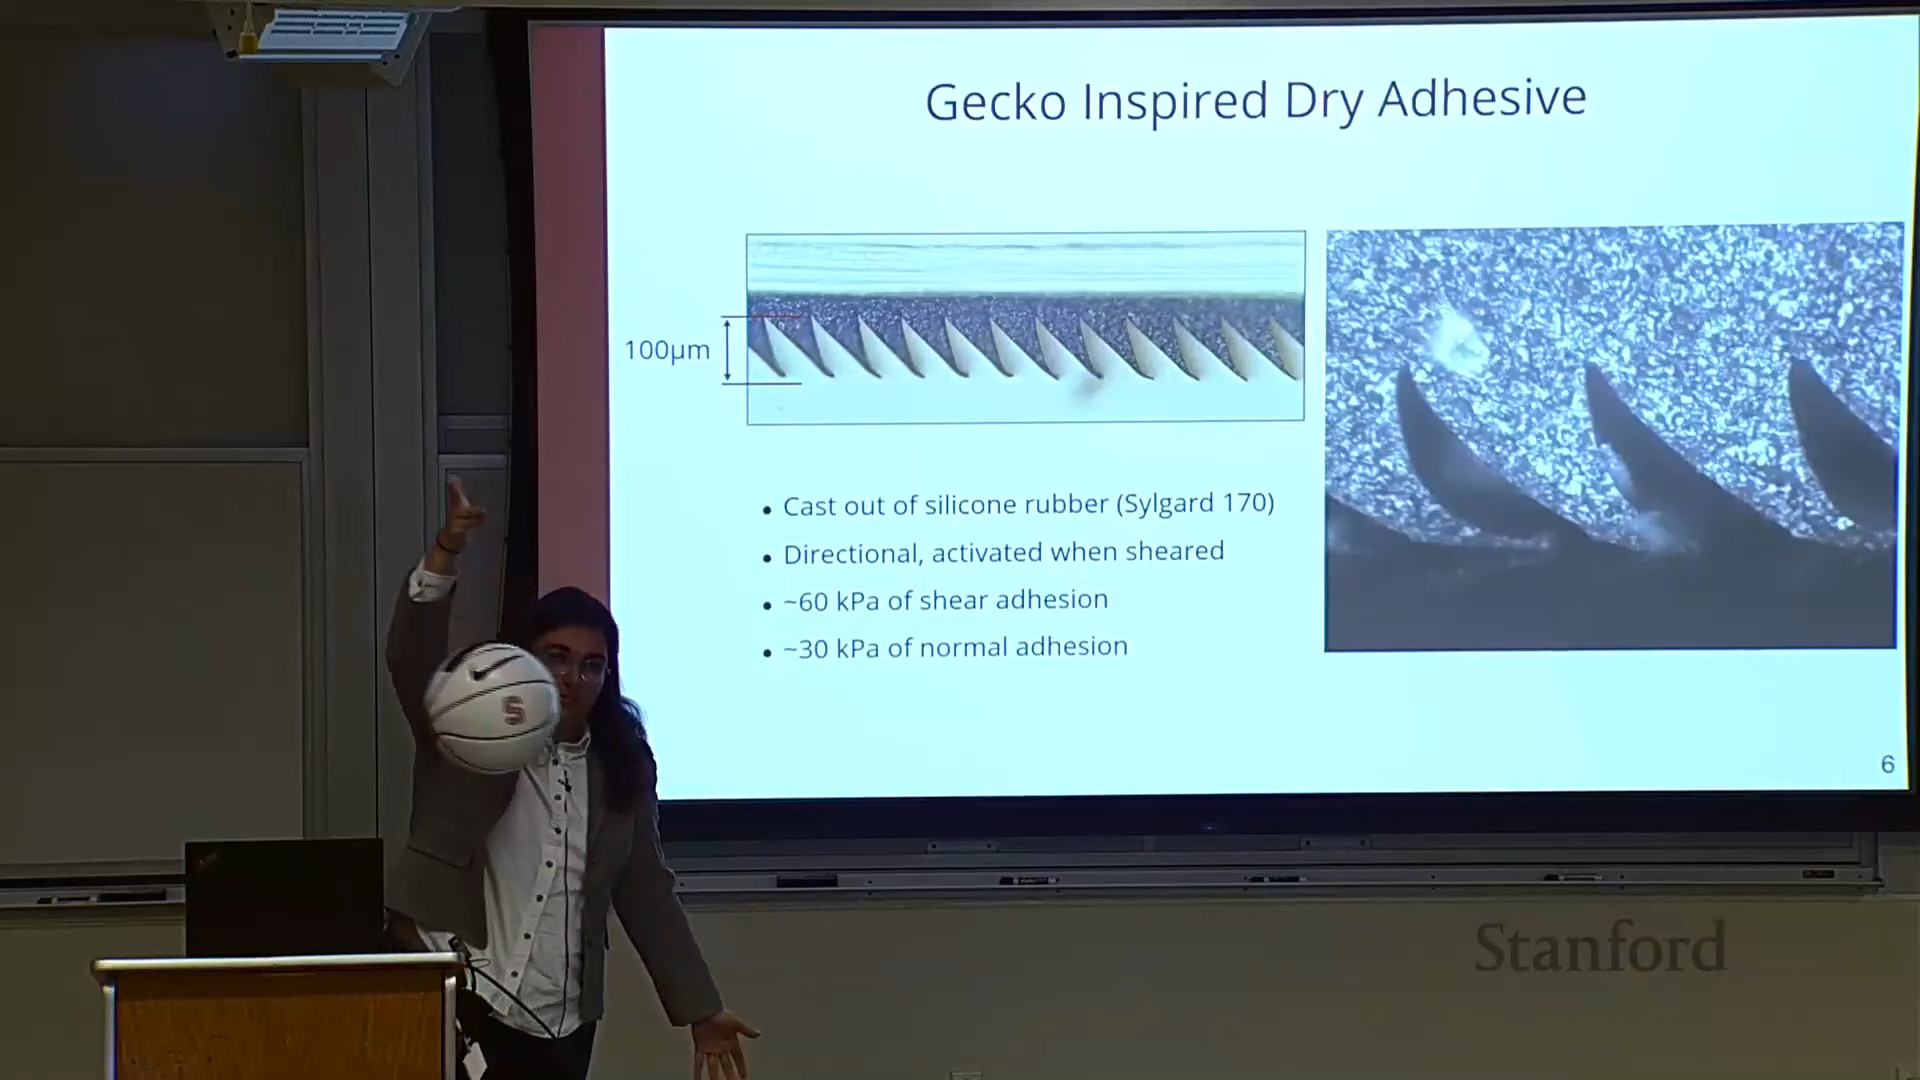 Gecko Inspired Dry Adhesive
100µm
• Cast out of silicone rubber (Sylgard 170)
• Directional, activated when sheared
• ~60 kPa of shear adhesion
• ~30 kPa of normal adhesion
S
6
Stanford